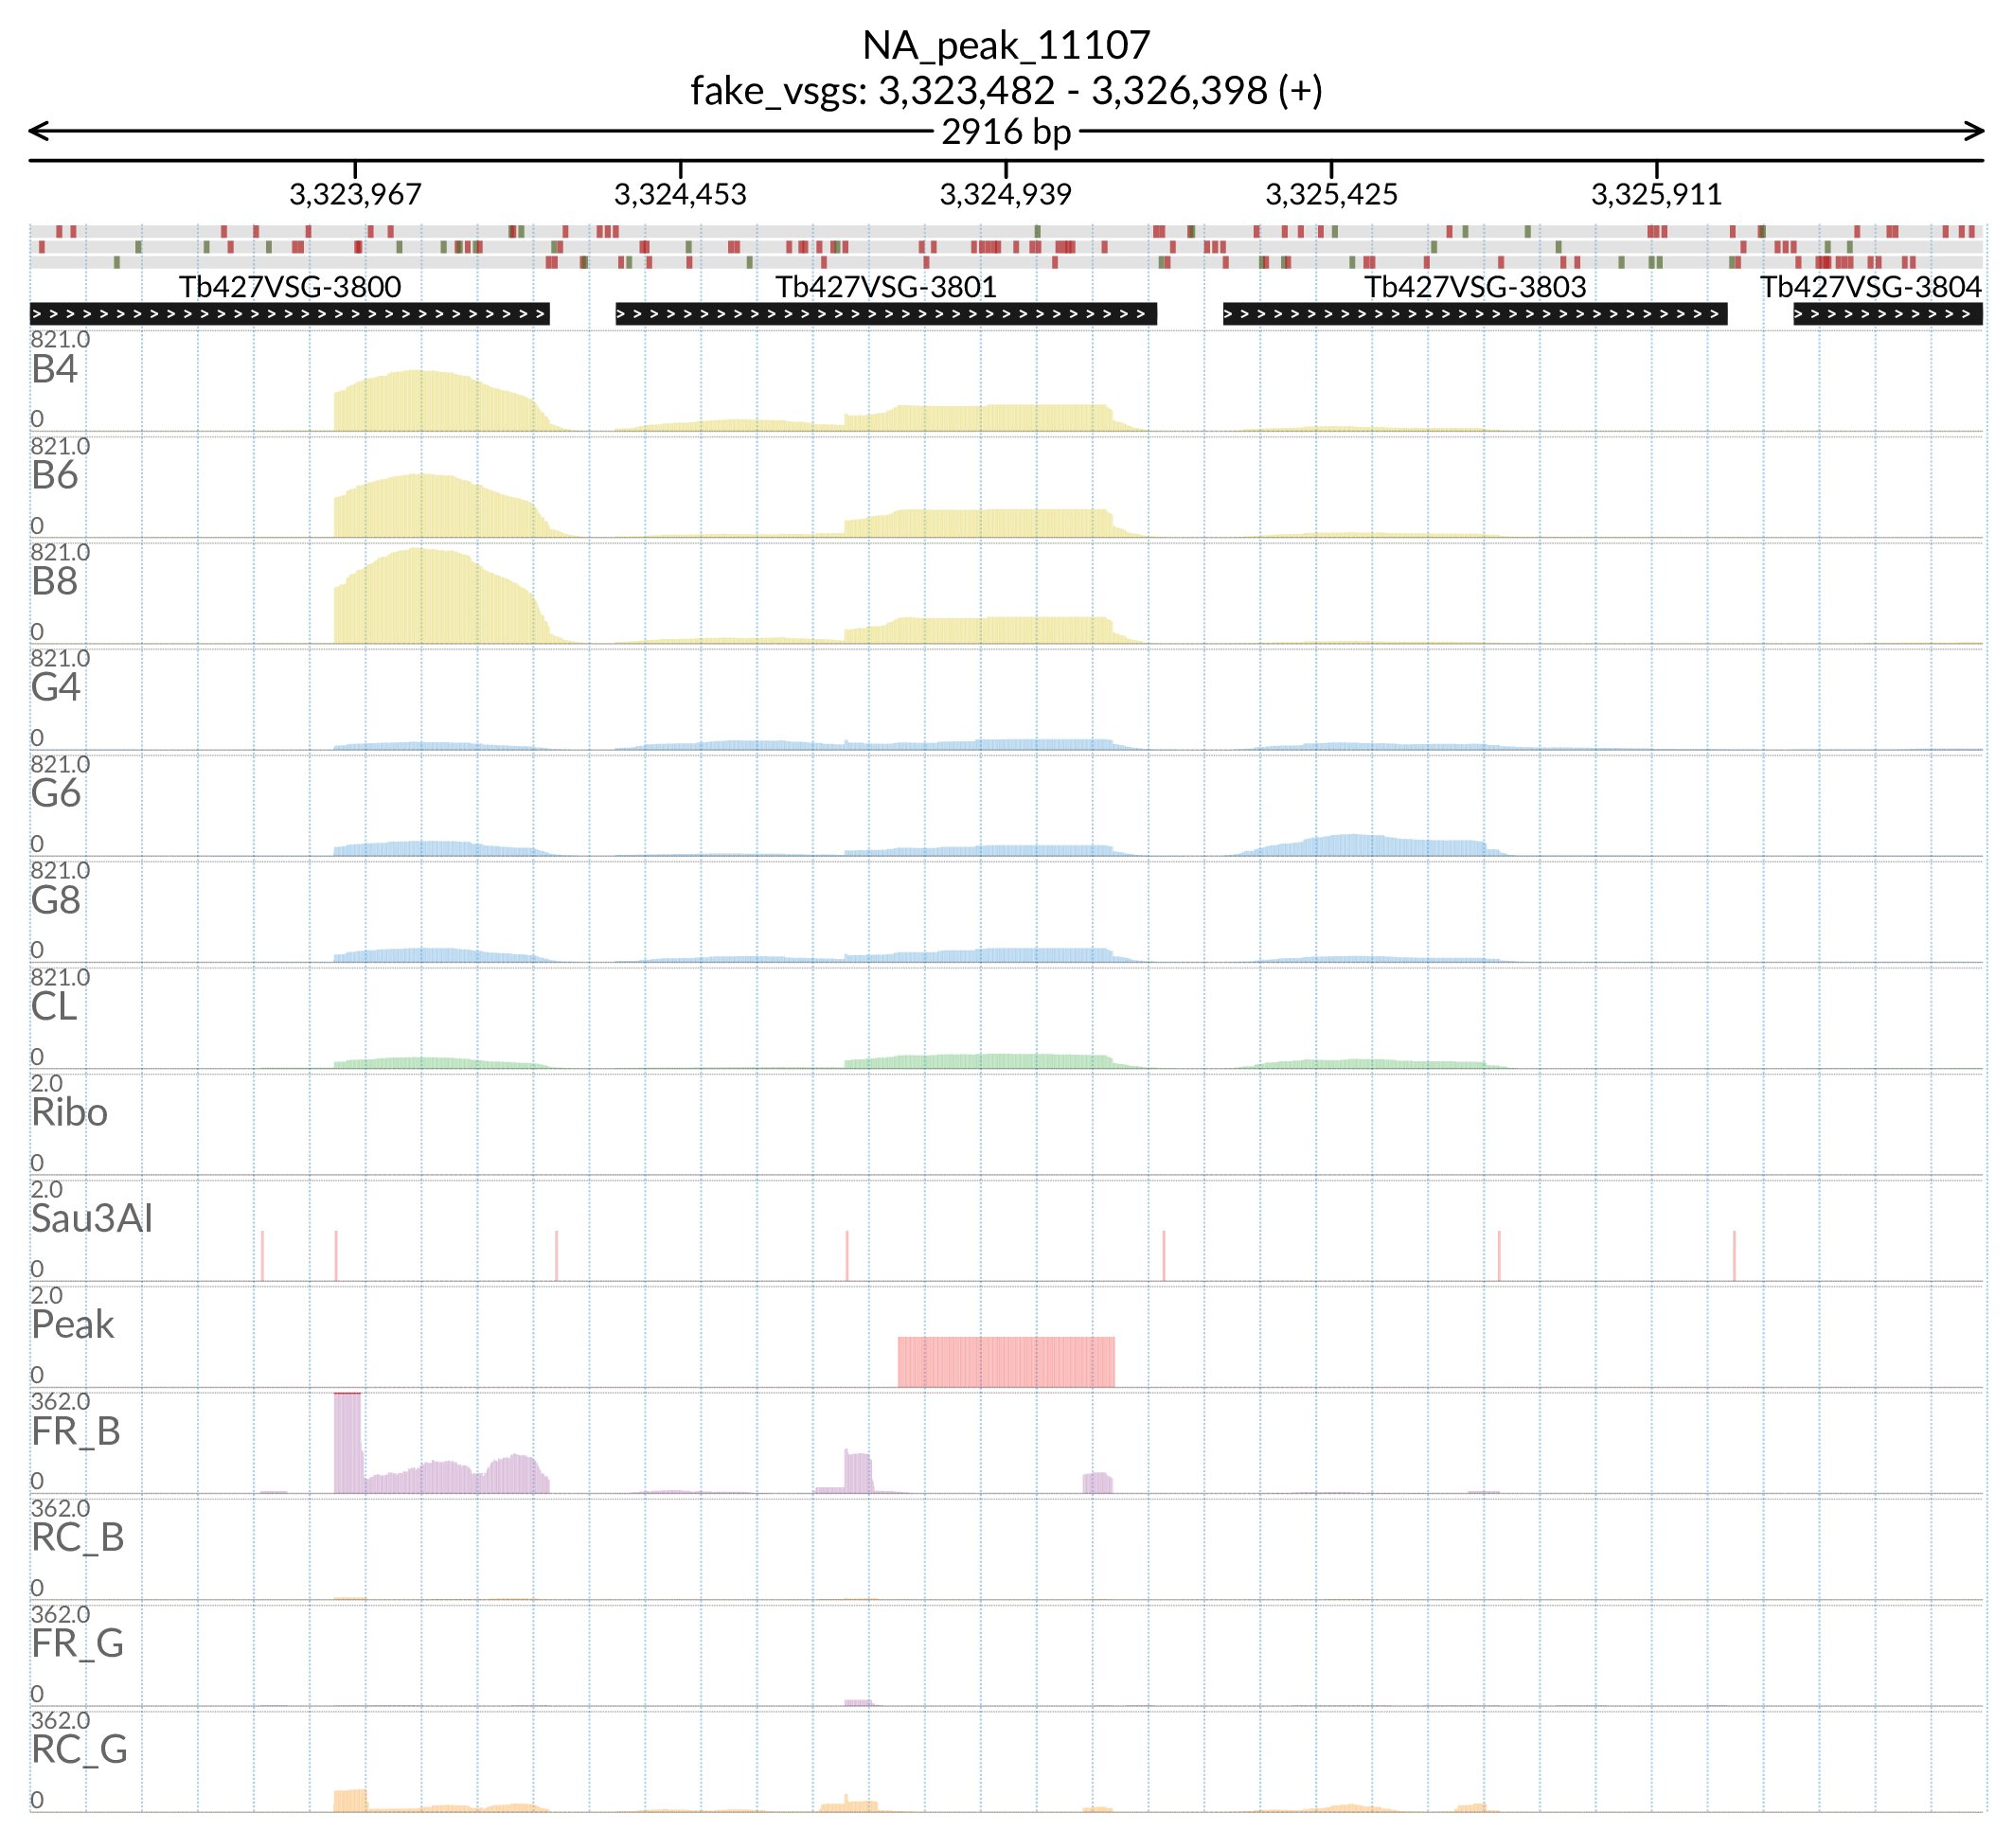 NA_peak_11107
fake_vsgs: 3,323,482 - 3,326,398 (+)
2916 bp
3,323,967 3,324,453 3,324,939 3,325,425 3,325,911
Tb427VSG-3800 Tb427VSG-3801 Tb427VSG-3803 Tb427VSG-3804
821.0
B4
0
821.0
B6
0
821.0
B8
0
821.0
G4
0
821.0
G6
0
821.0
G8
0
821.0
CL
0
2.0
Ribo
0
2.0
Sau3AI
0
2.0
Peak
0
362.0
FR_B
0
362.0
RC_B
0
362.0
FR_G
0
362.0
RC_G
0